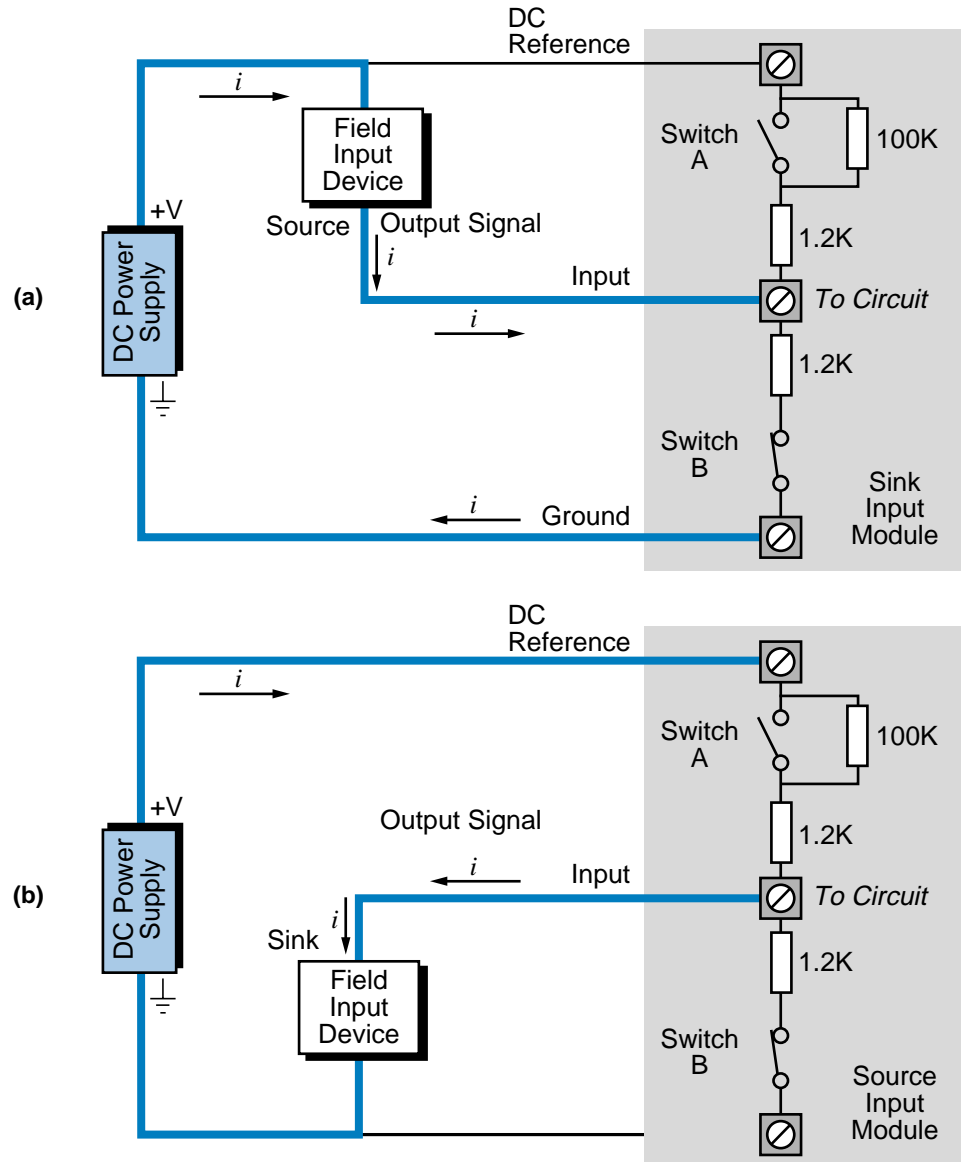 DC
Reference
i
Field
Input
Device
Switch
A
100K
+V
Source
Output Signal
i
1.2K
(a)
DC Power
Supply
Input
To Circuit
i
1.2K
Switch
B
i
Ground
Sink
Input
Module
DC
Reference
i
Switch
A
100K
+V
Output Signal
1.2K
(b)
DC Power
Supply
i
Input
To Circuit
i
Sink
1.2K
Field
Input
Device
Switch
B
Source
Input
Module